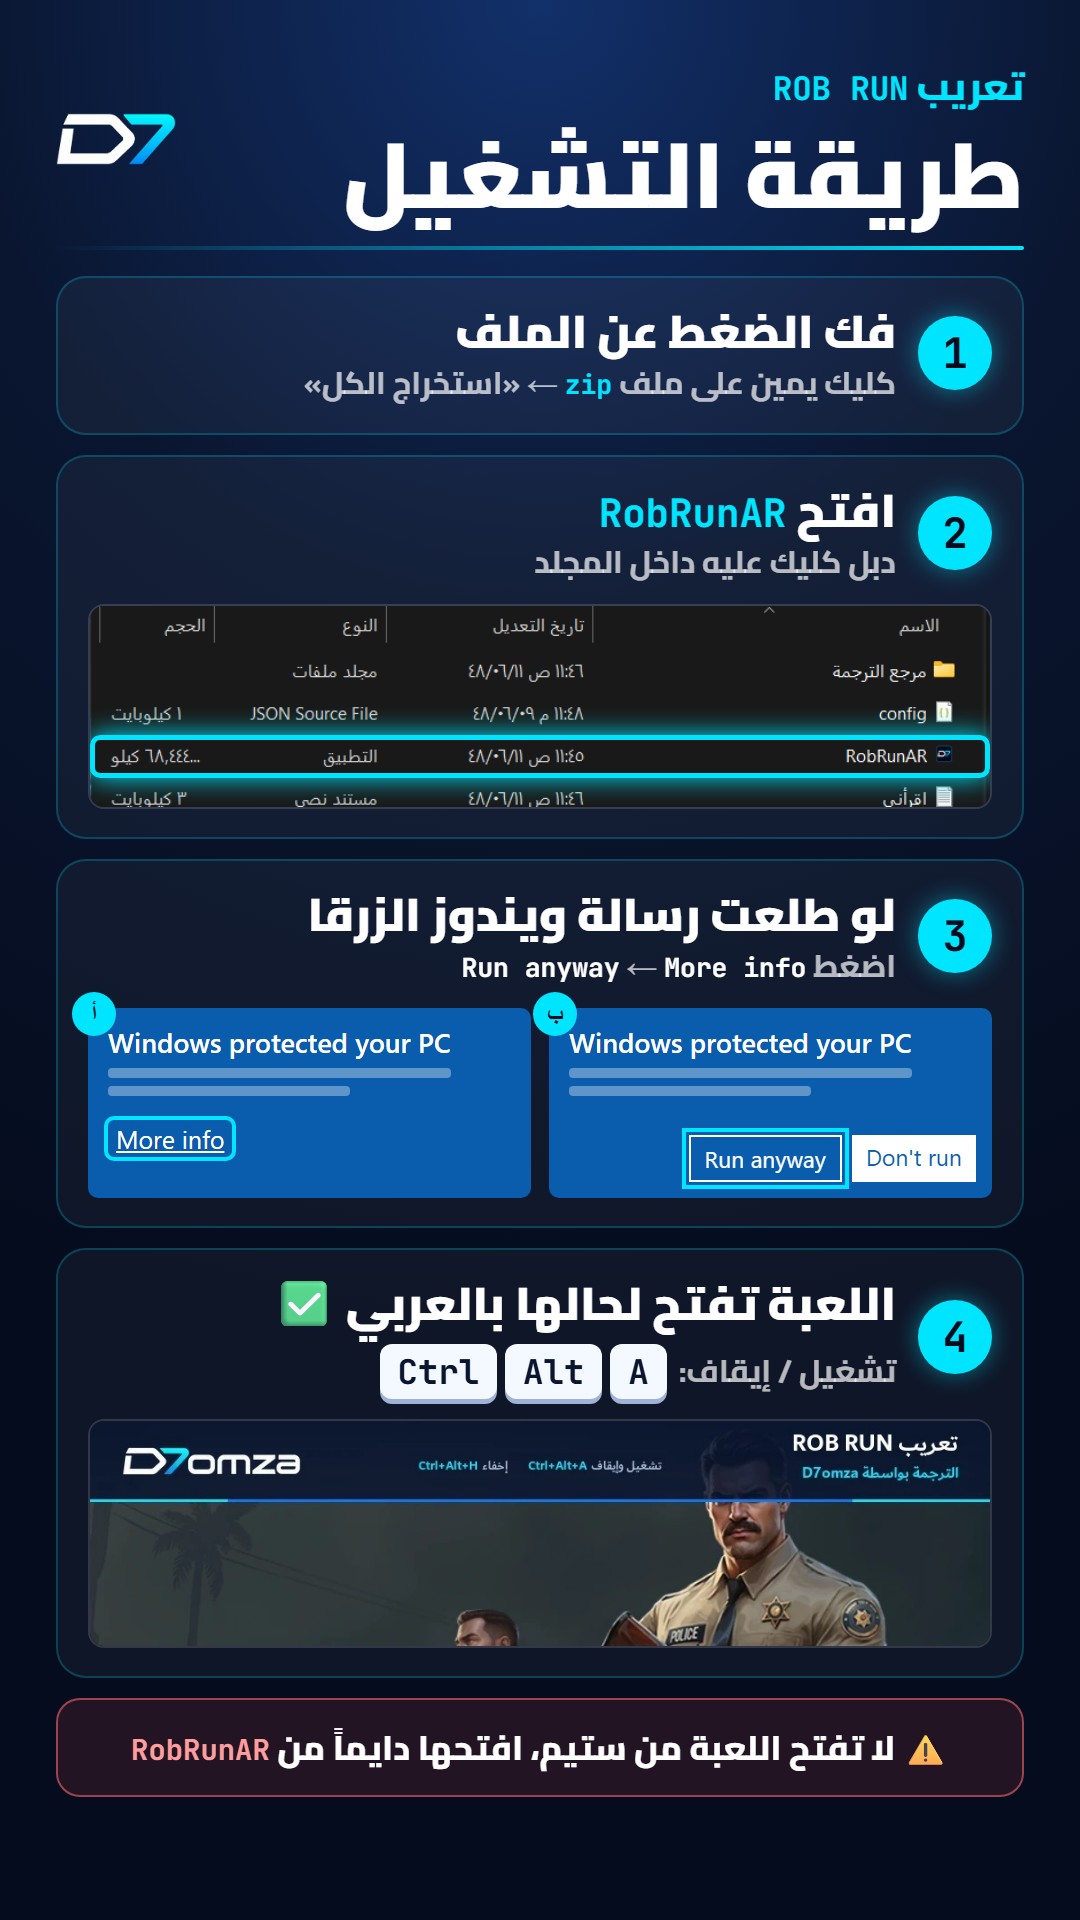 تعريب ROB RUN
D7
طريقة التشغيل
1
فك الضغط عن الملف
كليك يمين على ملف zip ← «استخراج الكل»
2
افتح RobRunAR
دبل كليك عليه داخل المجلد
الاسم تاريخ التعديل النوع الحجم
مرجع الترجمة ٤٨/٠٦/١١ ص ١١:٤٦ مجلد ملفات
config ٤٨/٠٦/٠٩ م ١١:٤٨ JSON Source File ١ كيلوبايت
RobRunAR ٤٨/٠٦/١١ ص ١١:٤٥ التطبيق ٦٨,٤٤٤... كيلو
اقرأني ٤٨/٠٦/١١ ص ١١:٤٦ مستند نصي ٣ كيلوبايت
3
لو طلعت رسالة ويندوز الزرقا
اضغط More info ← Run anyway
أ
Windows protected your PC
More info
ب
Windows protected your PC
Run anyway
Don't run
4
اللعبة تفتح لحالها بالعربي ✅
تشغيل / إيقاف: A Alt Ctrl
تعريب ROB RUN
الترجمة بواسطة D7omza
تشغيل وإيقاف Ctrl+Alt+A إخفاء Ctrl+Alt+H
D7omza
POLICE
⚠️ لا تفتح اللعبة من ستيم، افتحها دايماً من RobRunAR